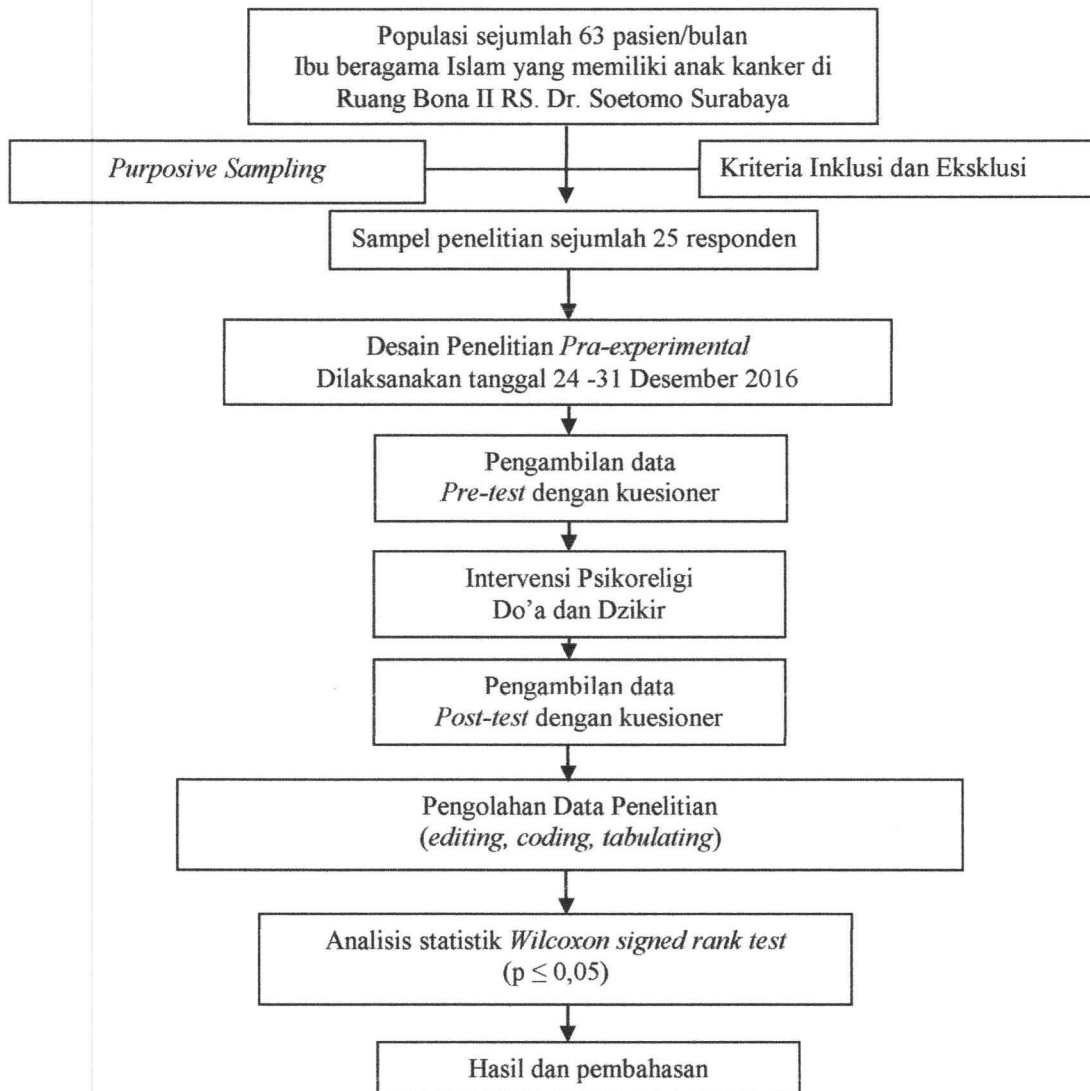 Populasi sejumlah 63 pasien/bulan
Ibu beragama Islam yang memiliki anak kanker di
Ruang Bona II RS. Dr. Soetomo Surabaya
Purposive Sampling
Kriteria Inklusi dan Eksklusi
Sampel penelitian sejumlah 25 responden
Desain Penelitian Pra-experimental
Dilaksanakan tanggal 24 -31 Desember 2016
Pengambilan data
Pre-test dengan kuesioner
Intervensi Psikoreligi
Do'a dan Dzikir
Pengambilan data
Post-test dengan kuesioner
Pengolahan Data Penelitian
(editing, coding, tabulating)
Analisis statistik Wilcoxon signed rank test
(p ≤ 0,05)
Hasil dan pembahasan